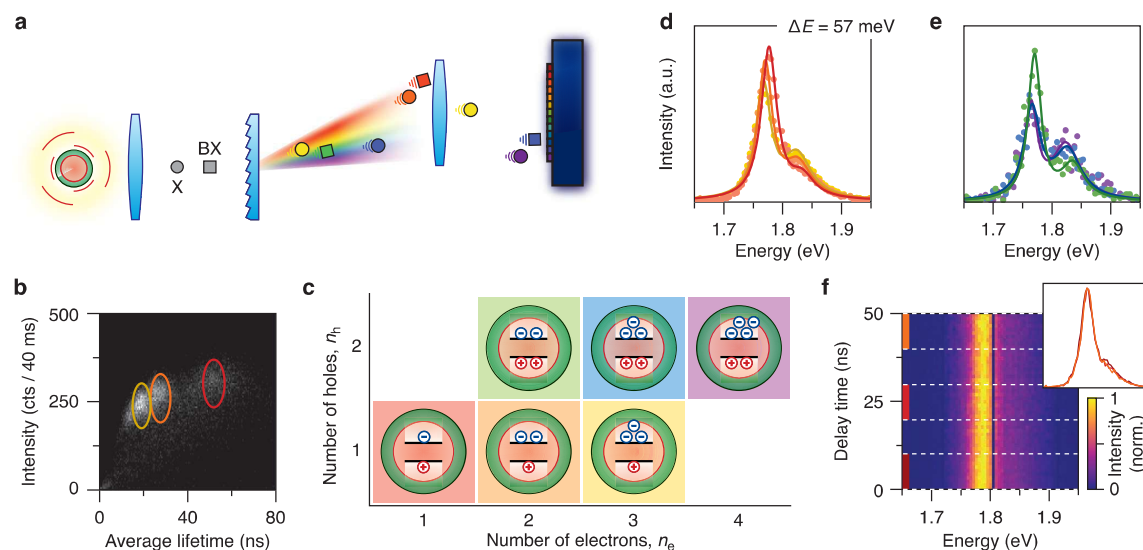 a
X
BX
b
Intensity (cts / 40 ms)
500
250
0
0
40
80
Average lifetime (ns)
c
Number of holes, nh
2
1
1
2
3
4
Number of electrons, ne
d
ΔE = 57 meV
Intensity (a.u.)
1.7
1.8
1.9
Energy (eV)
e
1.7
1.8
1.9
Energy (eV)
f
Delay time (ns)
50
25
0
1.7
1.8
1.9
Energy (eV)
1
0
Intensity
(norm.)